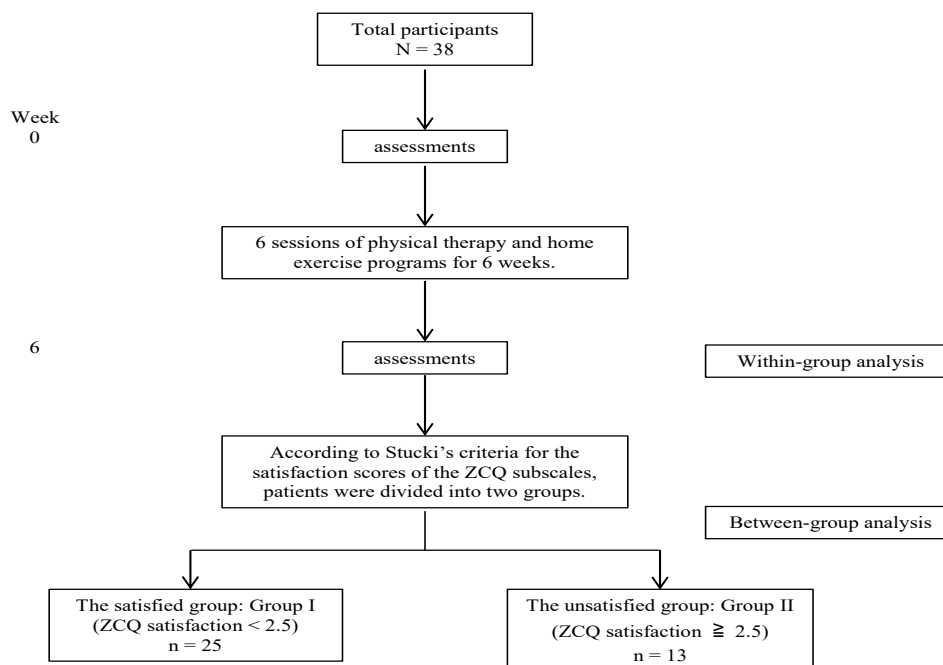 Total participants
N = 38
Week
0
assessments
6 sessions of physical therapy and home
exercise programs for 6 weeks.
6
assessments
Within-group analysis
According to Stucki’s criteria for the
satisfaction scores of the ZCQ subscales,
patients were divided into two groups.
Between-group analysis
The satisfied group: Group I
(ZCQ satisfaction < 2.5)
n = 25
The unsatisfied group: Group II
(ZCQ satisfaction ≧ 2.5)
n = 13